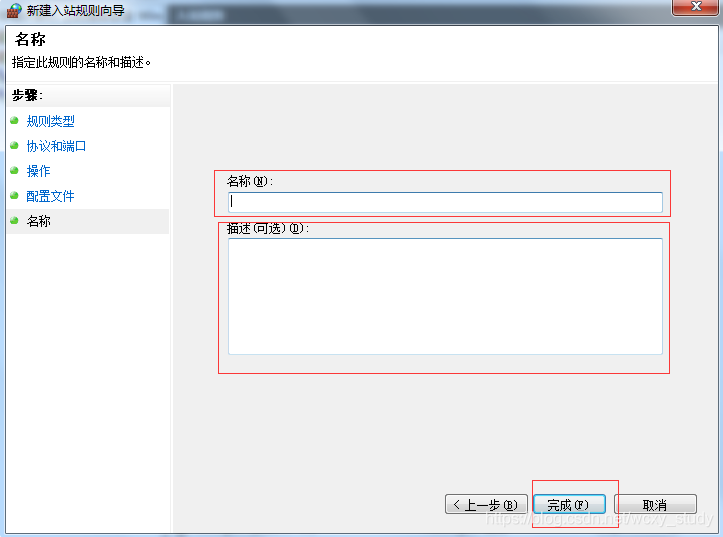 新建入站规则向导
名称
指定此规则的名称和描述。
步骤:
规则类型
协议和端口
操作
配置文件
名称
名称(N):
描述(可选)(D):
< 上一步(B)
完成(F)
取消
https://blog.csdn.net/wcxy_study